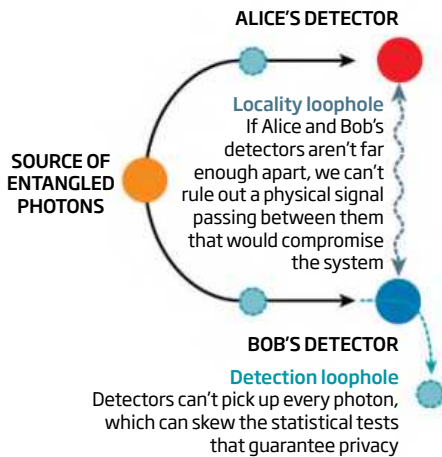 ALICE'S DETECTOR
Locality loophole
If Alice and Bob's
detectors aren't far
enough apart, we can't
rule out a physical signal
passing between them
that would compromise
the system
SOURCE OF
ENTANGLED
PHOTONS
BOB'S DETECTOR
Detection loophole
Detectors can't pick up every photon,
which can skew the statistical tests
that guarantee privacy